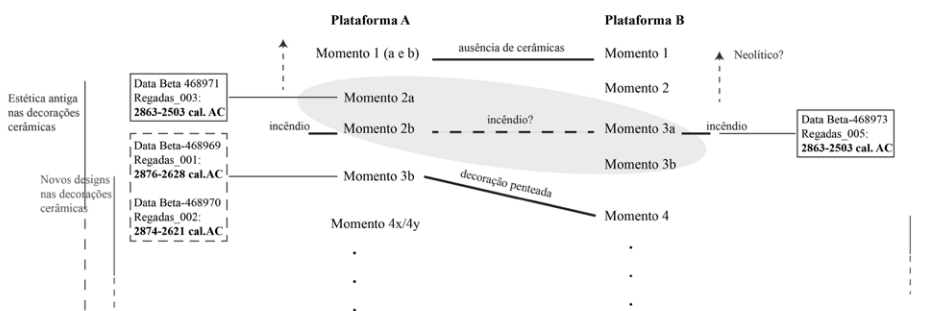 Plataforma A
Plataforma B
Momento 1 (a e b)
ausência de cerâmicas
Momento 1
Neolítico?
Data Beta 468971
Regadas_003:
2863-2503 cal. AC
Estética antiga
nas decorações
cerâmicas
Momento 2a
Momento 2
incêndio
Momento 2b
incêndio?
Momento 3a
incêndio
Data Beta-468973
Regadas_005:
2863-2503 cal. AC
Data Beta-468969
Regadas_001:
2876-2628 cal.AC
Momento 3b
Novos designs
nas decorações
cerâmicas
Momento 3b
decoração penteada
Data Beta-468970
Regadas_002:
2874-2621 cal.AC
Momento 4x/4y
Momento 4